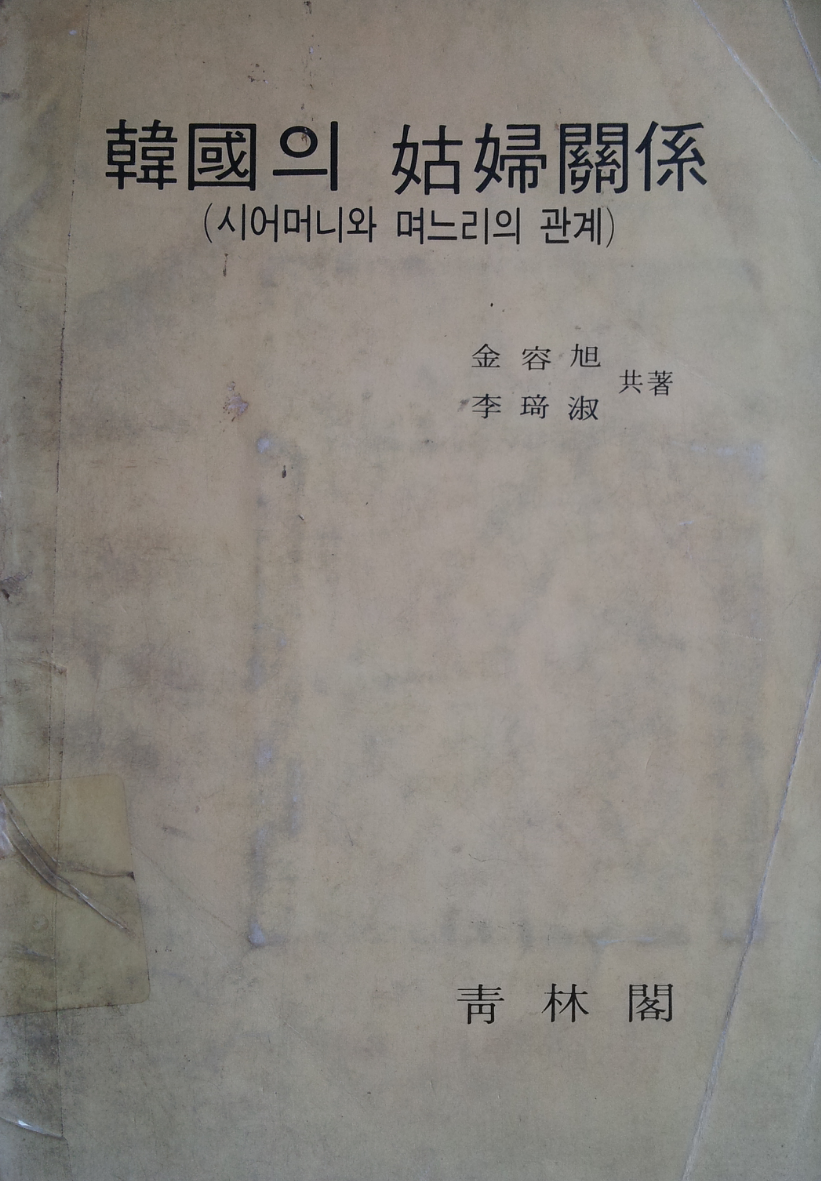 韓國의 姑婦關係
(시어머니와 며느리의 관계)
金容旭
李琦淑
共著
靑林閣